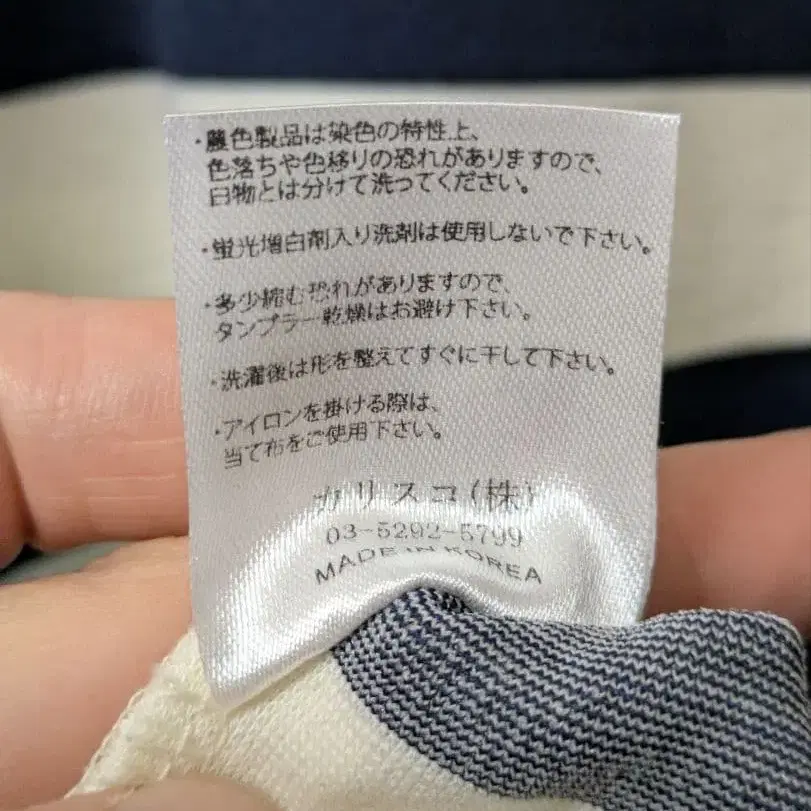 ・濃色製品は染色の特性上、
色落ちや色移りの恐れがありますので、
白物とは分けて洗ってください。
・蛍光増白剤入り洗剤は使用しないで下さい。
・多少縮む恐れがありますので、
タンブラー乾燥はお避け下さい。
・洗濯後は形を整えてすぐに干して下さい。
・アイロンを掛ける際は、
当て布をご使用下さい。
カリスコ(株)
03-5292-5799
MADE IN KOREA